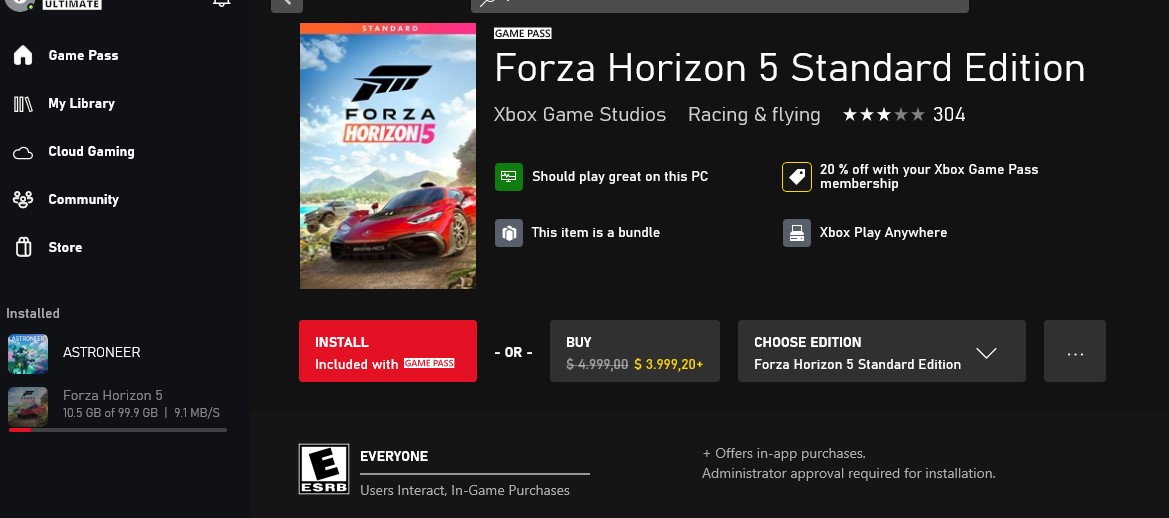 ULTIMATE
Game Pass
My Library
Cloud Gaming
Community
Store
Installed
ASTRONEER
ASTRONEER
Forza Horizon 5
10.5 GB of 99.9 GB | 9.1 MB/S
STANDARD
FORZA
HORIZON 5
GAME PASS
Forza Horizon 5 Standard Edition
Xbox Game Studios Racing & flying ★★★★★ 304
Should play great on this PC
20 % off with your Xbox Game Pass
membership
This item is a bundle
Xbox Play Anywhere
INSTALL
Included with GAME PASS
- OR -
BUY
$ 4.999,00 $ 3.999,20+
CHOOSE EDITION
Forza Horizon 5 Standard Edition
...
E
ESRB
EVERYONE
Users Interact, In-Game Purchases
+ Offers in-app purchases.
Administrator approval required for installation.